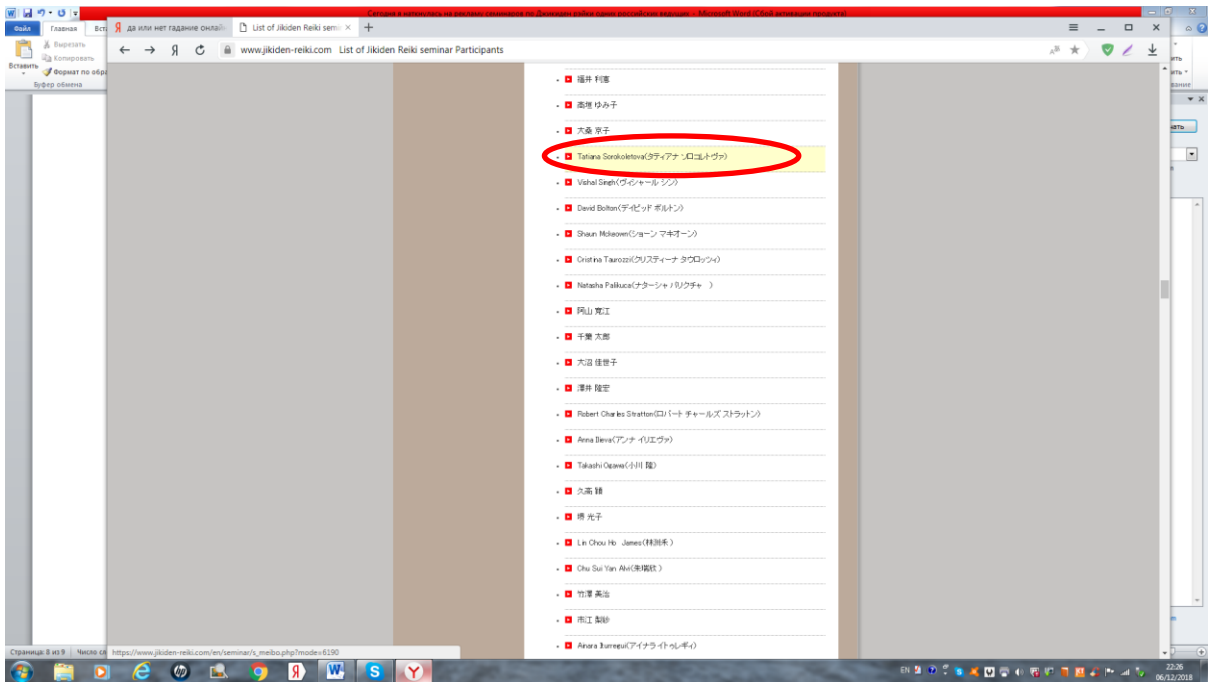 Сегодня я наткнулась на рекламу семинаров по Джикиден рэйки одних российских ведущих - Microsoft Word (Сбой активации продукта)
Файл Главная Вст
Я да или нет гадание онлай List of Jikiden Reiki semi × +
Вырезать
Копировать
Вставить
Формат по обра
Буфер обмена
www.jikiden-reiki.com List of Jikiden Reiki seminar Participants
福井 利恵
高増 ゆみ子
大桑 京子
Tatiana Sorokoletova(タティアナ ソロコレトヴァ)
Vishal Singh(ヴィシャール シン)
David Bolton(デイビッド ボルトン)
Shaun Mckeown(ショーン マキオーン)
Cristina Taurozzi(クリスティーナ タウロッツィ)
Natasha Palikuca(ナターシャ パリクチャ )
阿山 寛江
千葉 太郎
大沼 佳世子
澤井 隆宏
Robert Charles Stratton(ロバート チャールズ ストラットン)
Anna Ilieva(アンナ イリエヴァ)
Takashi Ogawa(小川 隆)
久高 頴
堺 光子
Lin Chou Ho James(林洲禾 )
Chu Sui Yan Alvi(朱瑞欣 )
竹澤 美治
市江 梨紗
Ainara Iturregui(アイナラ イトゥレギィ)
Страница: 8 из 9 Число сл
https://www.jikiden-reiki.com/en/seminar/s_meibo.php?mode=6190
EN
22:26
06/12/2018